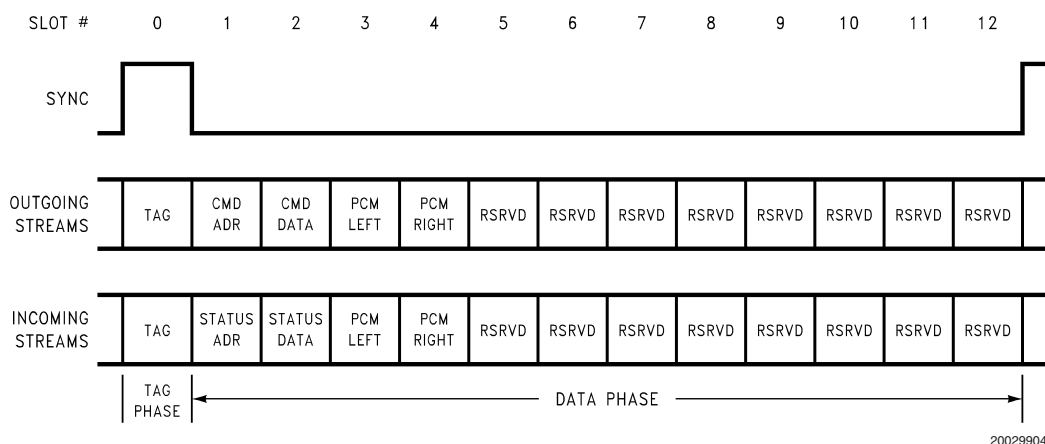 SLOT # 0 1 2 3 4 5 6 7 8 9 10 11 12
SYNC
OUTGOING STREAMS
TAG
CMD ADR
CMD DATA
PCM LEFT
PCM RIGHT
RSRVD RSRVD RSRVD RSRVD RSRVD RSRVD RSRVD RSRVD
INCOMING STREAMS
TAG
STATUS ADR
STATUS DATA
PCM LEFT
PCM RIGHT
RSRVD RSRVD RSRVD RSRVD RSRVD RSRVD RSRVD RSRVD
TAG PHASE
DATA PHASE
20029904